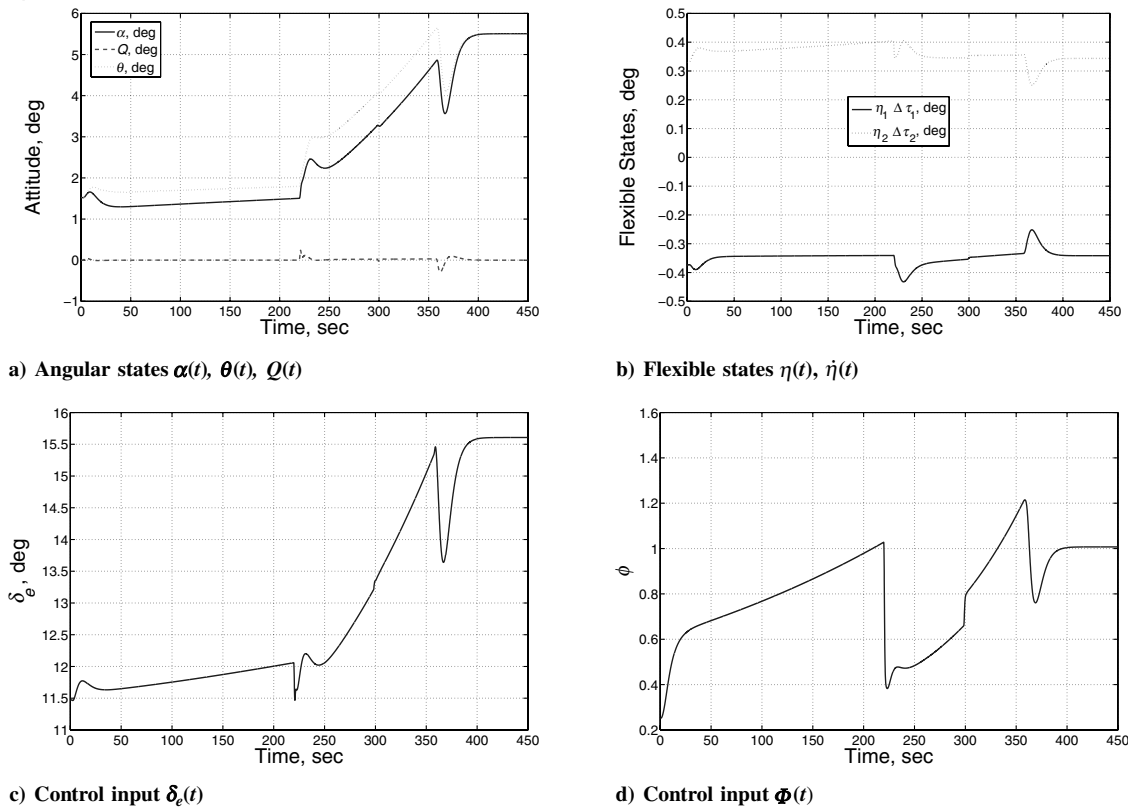 6
5
4
3
2
1
0
−1
Attitude, deg
α, deg
Q, deg
θ, deg
0 50 100 150 200 250 300 350 400 450
Time, sec
a) Angular states α(t), θ(t), Q(t)
0.5
0.4
0.3
0.2
0.1
0
−0.1
−0.2
−0.3
−0.4
−0.5
Flexible States, deg
η1 Δ τ1, deg
η2 Δ τ2, deg
0 50 100 150 200 250 300 350 400 450
Time, sec
b) Flexible states η(t), η̇(t)
16
15.5
15
14.5
14
13.5
13
12.5
12
11.5
11
δe, deg
0 50 100 150 200 250 300 350 400 450
Time, sec
c) Control input δe(t)
1.6
1.4
1.2
1
0.8
0.6
0.4
0.2
ϕ
0 50 100 150 200 250 300 350 400 450
Time, sec
d) Control input Φ(t)